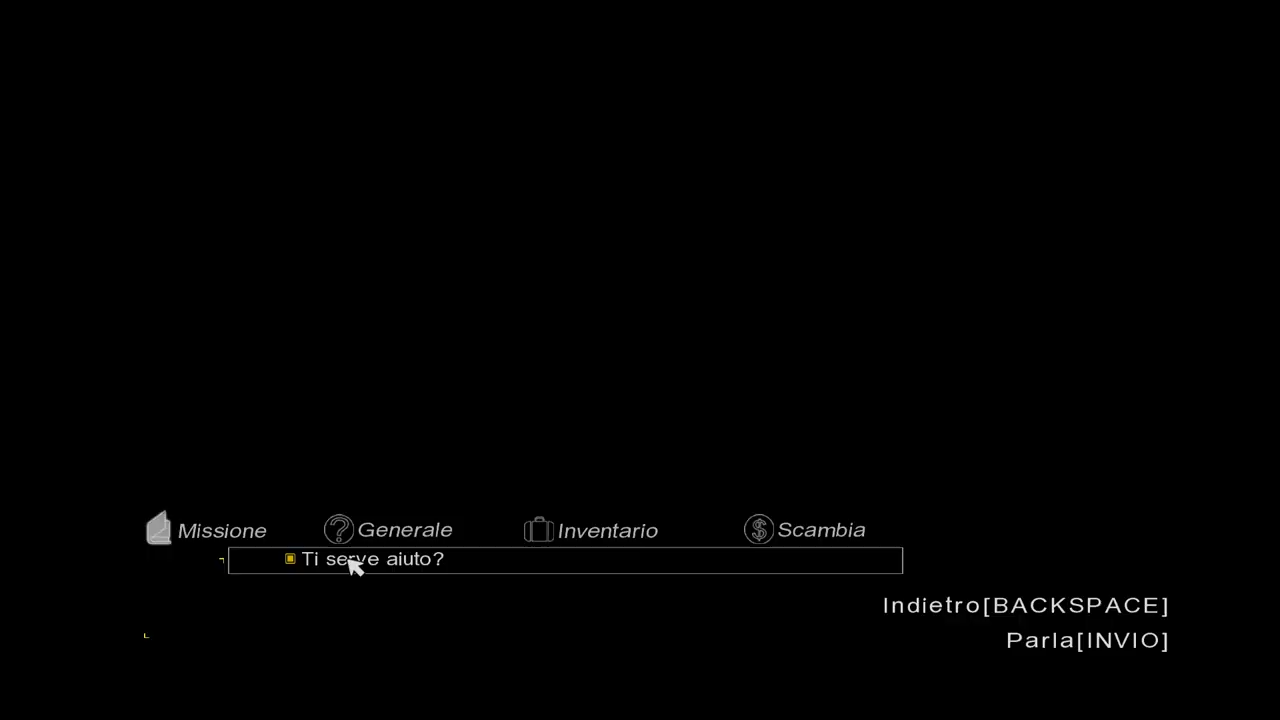 Missione Generale Inventario Scambia
Ti serve aiuto?
Indietro[BACKSPACE]
Parla[INVIO]